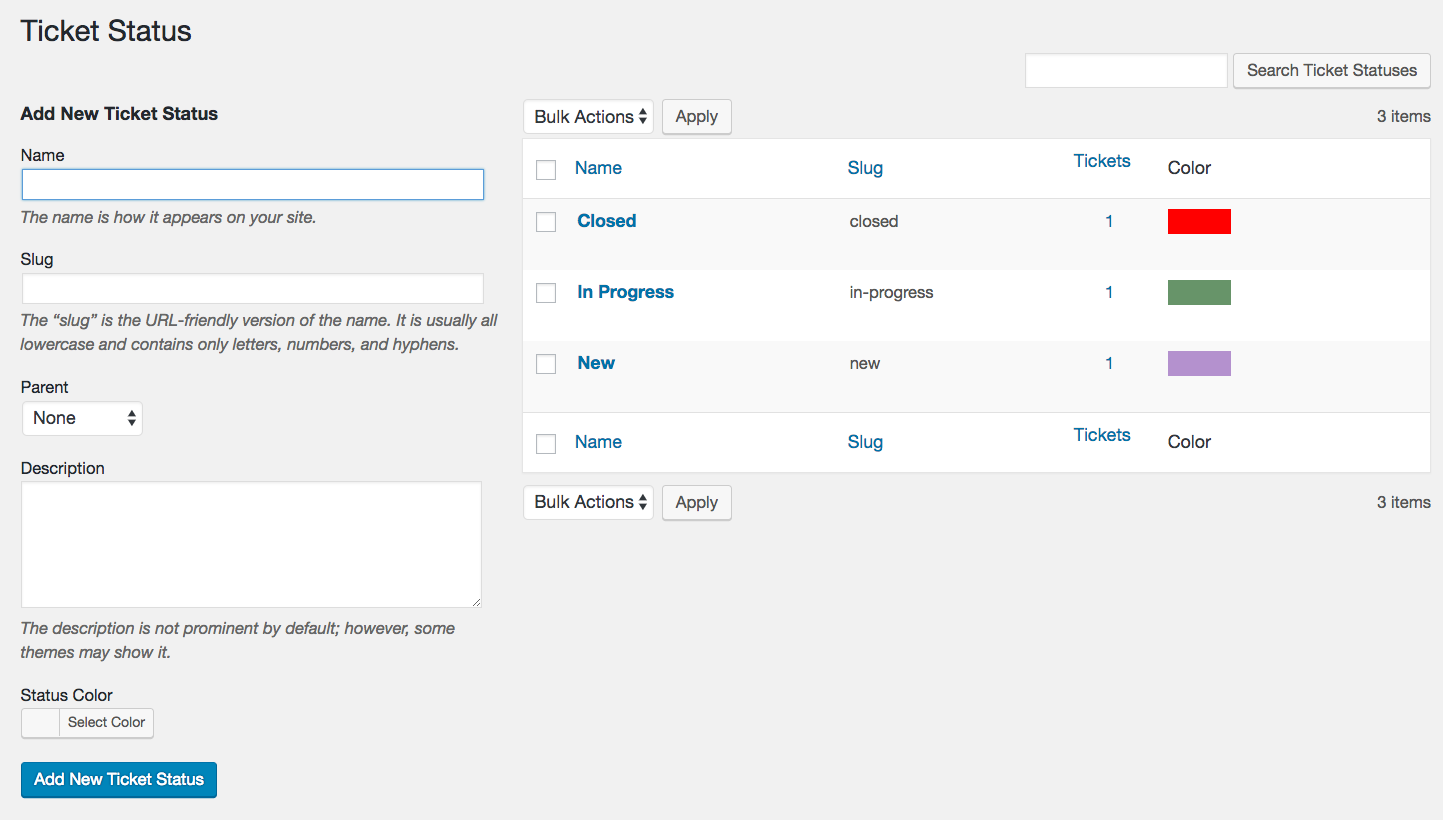 Ticket Status
Search Ticket Statuses
Add New Ticket Status
Name
The name is how it appears on your site.
Slug
The “slug” is the URL-friendly version of the name. It is usually all
lowercase and contains only letters, numbers, and hyphens.
Parent
None
Description
The description is not prominent by default; however, some
themes may show it.
Status Color
Select Color
Add New Ticket Status
Bulk Actions Apply 3 items
Name Slug Tickets Color
Closed closed 1
In Progress in-progress 1
New new 1
Name Slug Tickets Color
Bulk Actions Apply 3 items